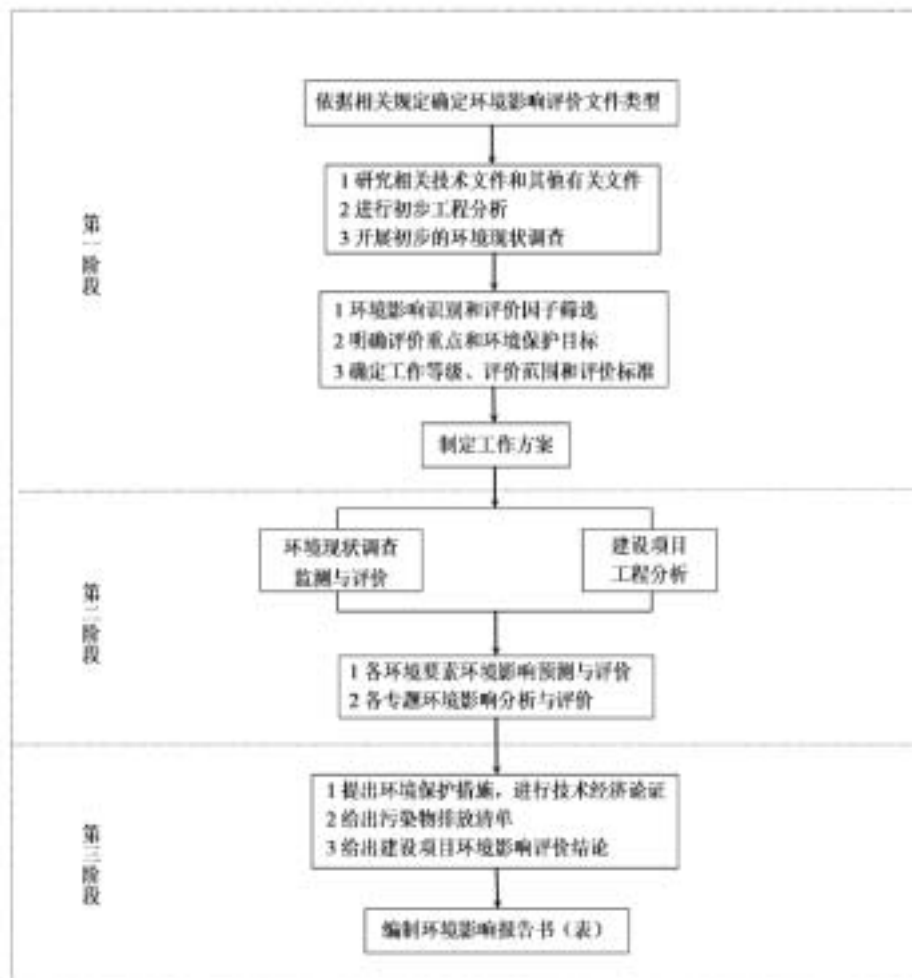 依据相关规定确定环境影响评价文件类型
1 研究相关技术文件和其他有关文件
2 进行初步工程分析
3 开展初步的环境现状调查
第一阶段
1 环境影响识别和评价因子筛选
2 明确评价重点和环境保护目标
3 确定工作等级、评价范围和评价标准
制定工作方案
环境现状调查
监测与评价
建设项目
工程分析
第二阶段
1 各环境要素环境影响预测与评价
2 各专题环境影响分析与评价
1 提出环境保护措施，进行技术经济论证
2 给出污染物排放清单
3 给出建设项目环境影响评价结论
第三阶段
编制环境影响报告书（表）